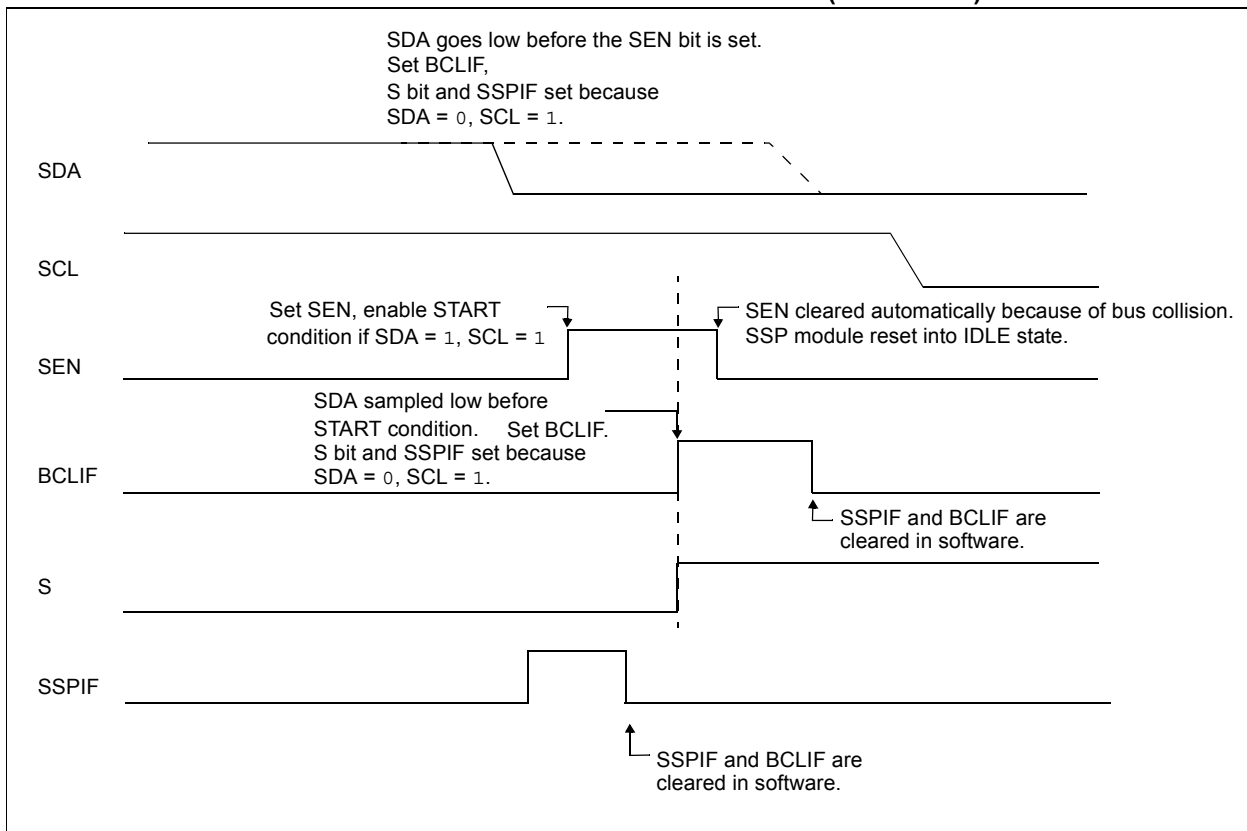 SDA goes low before the SEN bit is set.
Set BCLIF,
S bit and SSPIF set because
SDA = 0, SCL = 1.
SDA
SCL
Set SEN, enable START
condition if SDA = 1, SCL = 1
SEN cleared automatically because of bus collision.
SSP module reset into IDLE state.
SEN
SDA sampled low before
START condition. Set BCLIF.
S bit and SSPIF set because
SDA = 0, SCL = 1.
BCLIF
SSPIF and BCLIF are
cleared in software.
S
SSPIF
SSPIF and BCLIF are
cleared in software.